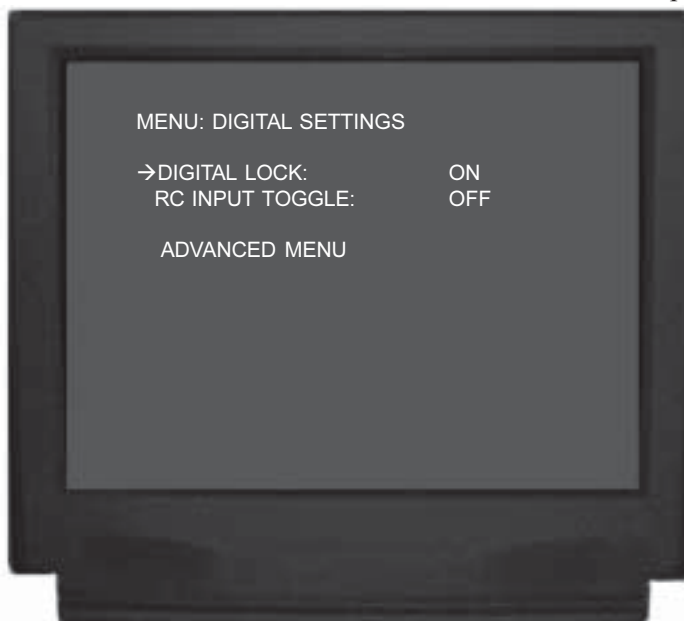 MENU: DIGITAL SETTINGS
→DIGITAL LOCK: ON
RC INPUT TOGGLE: OFF
ADVANCED MENU